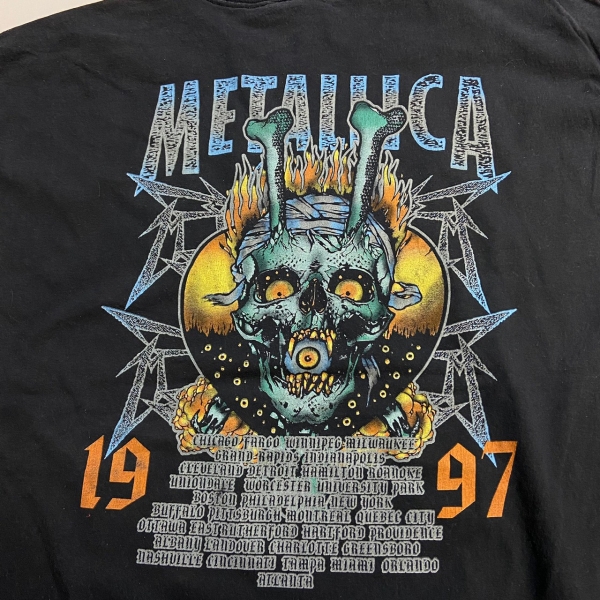 METALLICA
19 97
CHICAGO FARGO WINNIPEG MILWAUKEE
GRAND RAPIDS INDIANAPOLIS
CLEVELAND DETROIT HAMILTON ROANOKE
UNIONDALE WORCESTER UNIVERSITY PARK
BOSTON PHILADELPHIA NEW YORK
BUFFALO PITTSBURGH MONTREAL QUEBEC CITY
OTTAWA EASTRUTHERFORD HARTFORD PROVIDENCE
ALBANY LANDOVER CHARLOTTE GREENSBORO
NASHVILLE CINCINNATI TAMPA MIAMI ORLANDO
ATLANTA